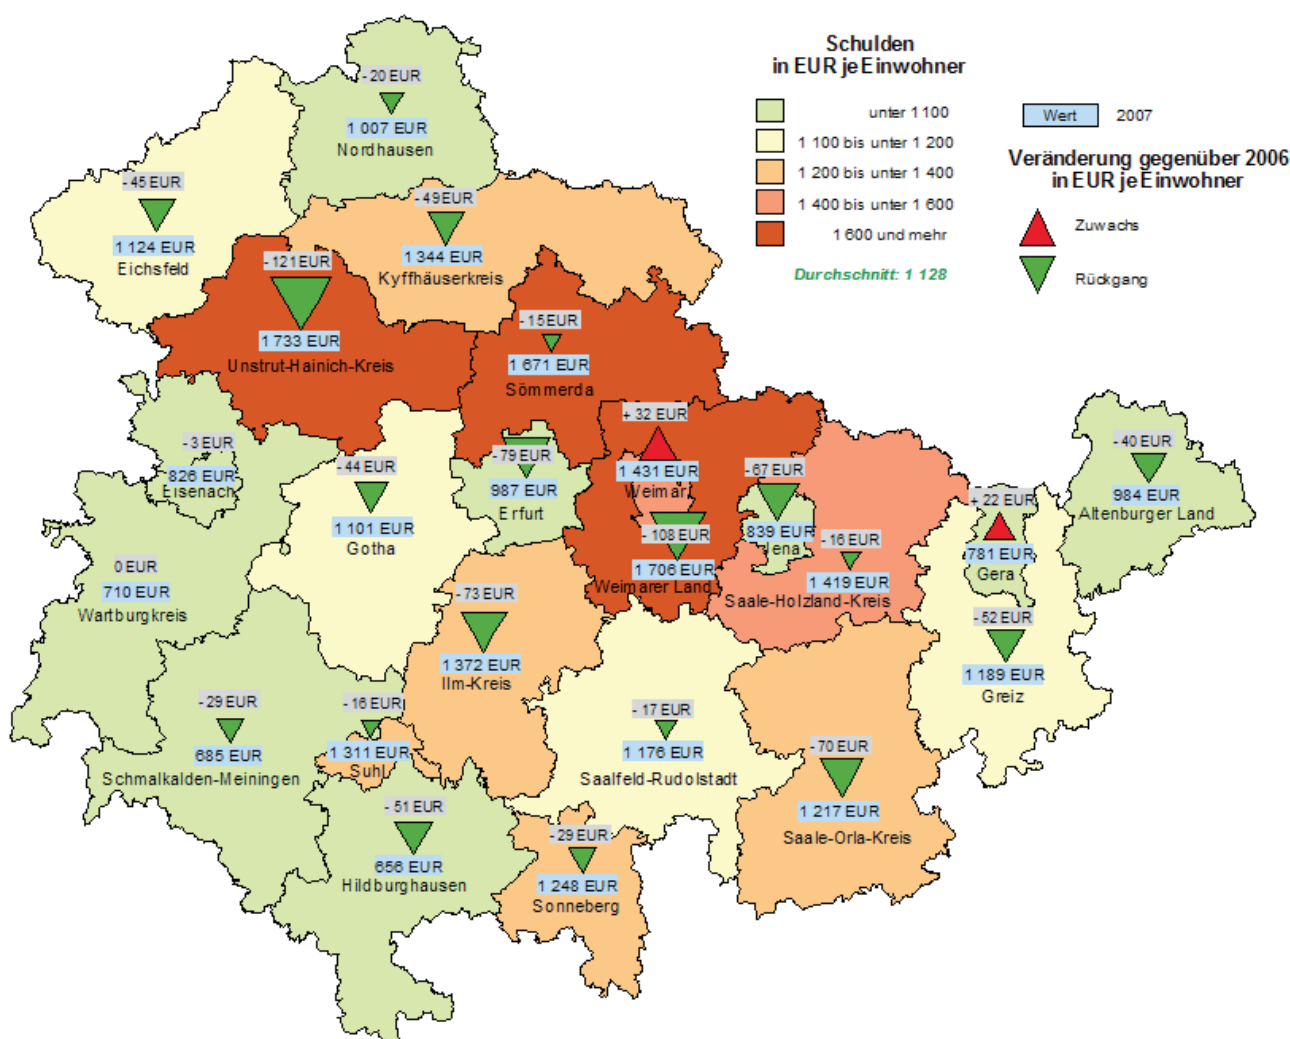 Schulden
in EUR je Einwohner
unter 1 100
1 100 bis unter 1 200
1 200 bis unter 1 400
1 400 bis unter 1 600
1 600 und mehr
Durchschnitt: 1 128
Wert 2007
Veränderung gegenüber 2006
in EUR je Einwohner
Zuwachs
Rückgang
- 20 EUR
1 007 EUR
Nordhausen
- 45 EUR
1 124 EUR
Eichsfeld
- 49 EUR
1 344 EUR
Kyffhäuserkreis
- 121 EUR
1 733 EUR
Unstrut-Hainich-Kreis
- 15 EUR
1 671 EUR
Sömmerda
- 3 EUR
826 EUR
Eisenach
- 44 EUR
1 101 EUR
Gotha
- 79 EUR
987 EUR
Erfurt
+ 32 EUR
1 431 EUR
Weimar
- 108 EUR
1 706 EUR
Weimarer Land
- 67 EUR
839 EUR
Jena
- 16 EUR
1 419 EUR
Saale-Holzland-Kreis
+ 22 EUR
781 EUR
Gera
- 40 EUR
984 EUR
Altenburger Land
0 EUR
710 EUR
Wartburgkreis
- 73 EUR
1 372 EUR
Ilm-Kreis
- 52 EUR
1 189 EUR
Greiz
- 29 EUR
685 EUR
Schmalkalden-Meiningen
- 16 EUR
1 311 EUR
Suhl
- 17 EUR
1 176 EUR
Saalfeld-Rudolstadt
- 70 EUR
1 217 EUR
Saale-Orla-Kreis
- 51 EUR
656 EUR
Hildburghausen
- 29 EUR
1 248 EUR
Sonneberg